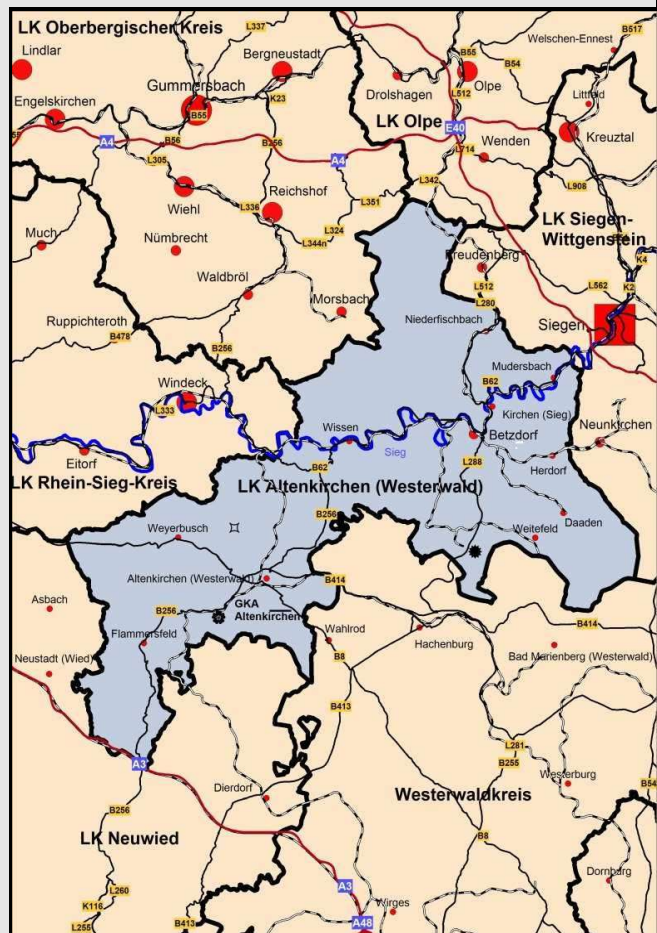 LK Oberbergischer Kreis
L337
B517
Lindlar
Bergneustadt
B55
Welschen-Ennest
B54
Gummersbach
Drolshagen
Olpe
L512
Littfeld
K23
Engelskirchen
B55
LK Olpe
E40
Kreuztal
A4
B56
B256
A4
L714
Wenden
L305
L342
L908
Reichshof
Wiehl
L336
L351
LK Siegen-
Wittgenstein
L324
L344n
Much
Nümbrecht
K4
Freudenberg
Waldbröl
L512
L562
K2
Morsbach
L280
Ruppichteroth
Niederfischbach
Siegen
B478
B256
Mudersbach
Windeck
B62
L333
Kirchen (Sieg)
Wissen
Betzdorf
Neunkirchen
Eitorf
Sieg
B62
L288
Herdorf
LK Rhein-Sieg-Kreis
LK Altenkirchen (Westerwald)
B256
Daaden
Weyerbusch
Weitefeld
Altenkirchen (Westerwald)
B414
Asbach
GKA
Altenkirchen
B256
B414
Flammersfeld
Wahlrod
Hachenburg
Neustadt (Wied)
B8
Bad Marienberg (Westerwald)
B413
L281
A3
B255
Westerburg
B54
Dierdorf
Westerwaldkreis
B256
LK Neuwied
B8
Dornburg
L260
A3
K116
Wirges
L255
B413
A48